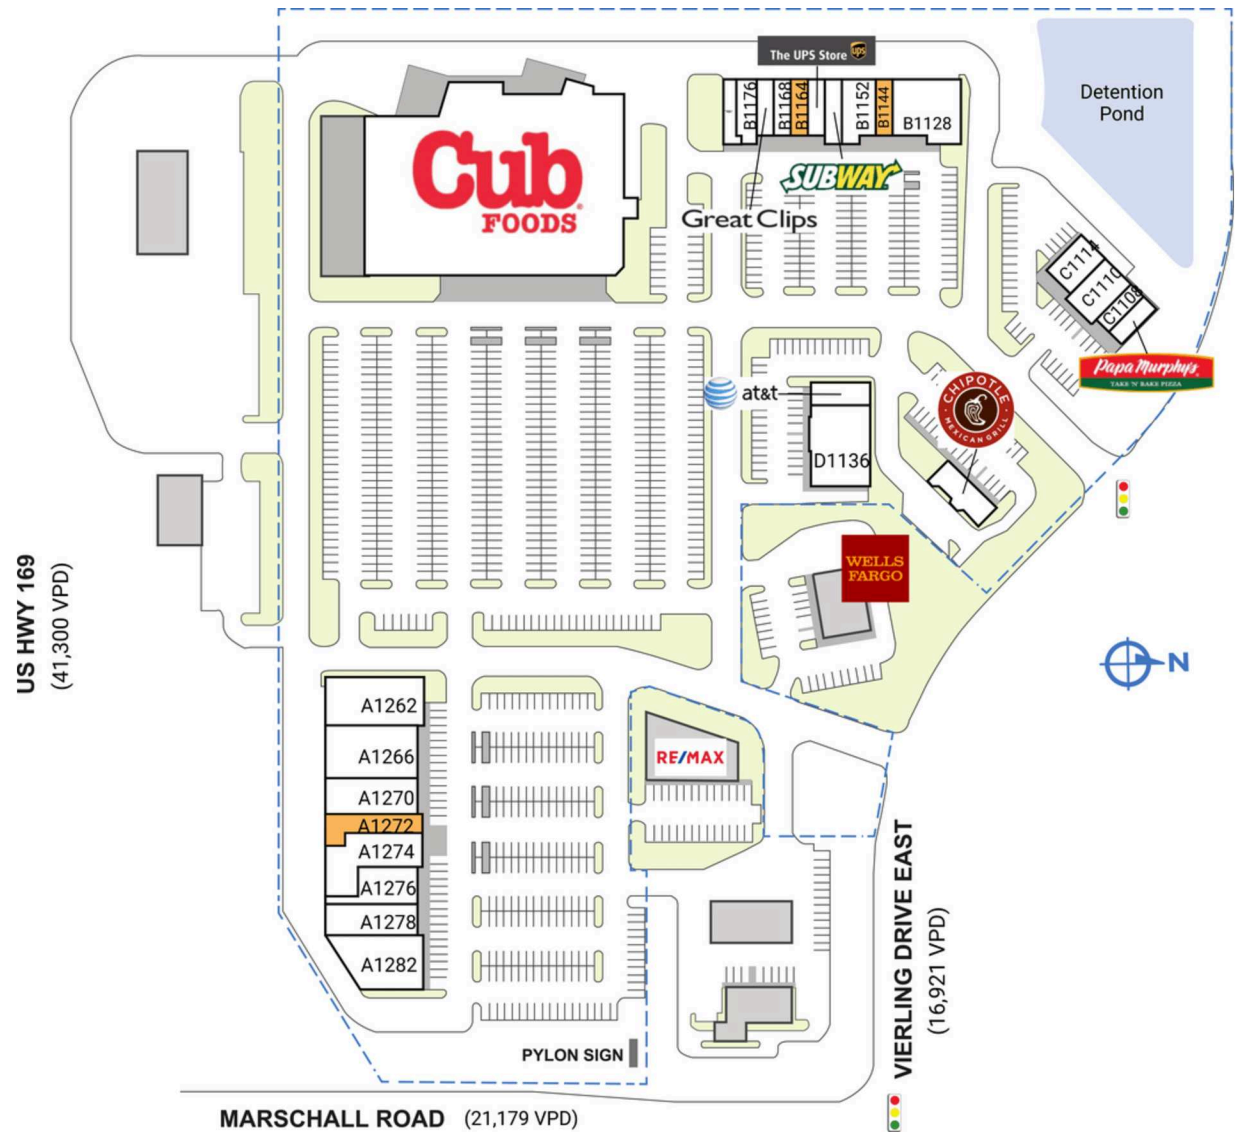 The UPS Store
ups
B1176
B1168
B1164
B1152
B1144
B1128
Detention
Pond
Cub
FOODS
SUBWAY
Great Clips
C1114
C1110
C1108
Papa Murphy's
TAKE 'N' BAKE PIZZA
CHIPOTLE
MEXICAN GRILL
at&t
D1136
WELLS
FARGO
US HWY 169
(41,300 VPD)
N
A1262
A1266
A1270
A1272
A1274
A1276
A1278
A1282
RE/MAX
VIERLING DRIVE EAST
(16,921 VPD)
PYLON SIGN
MARSCHALL ROAD (21,179 VPD)